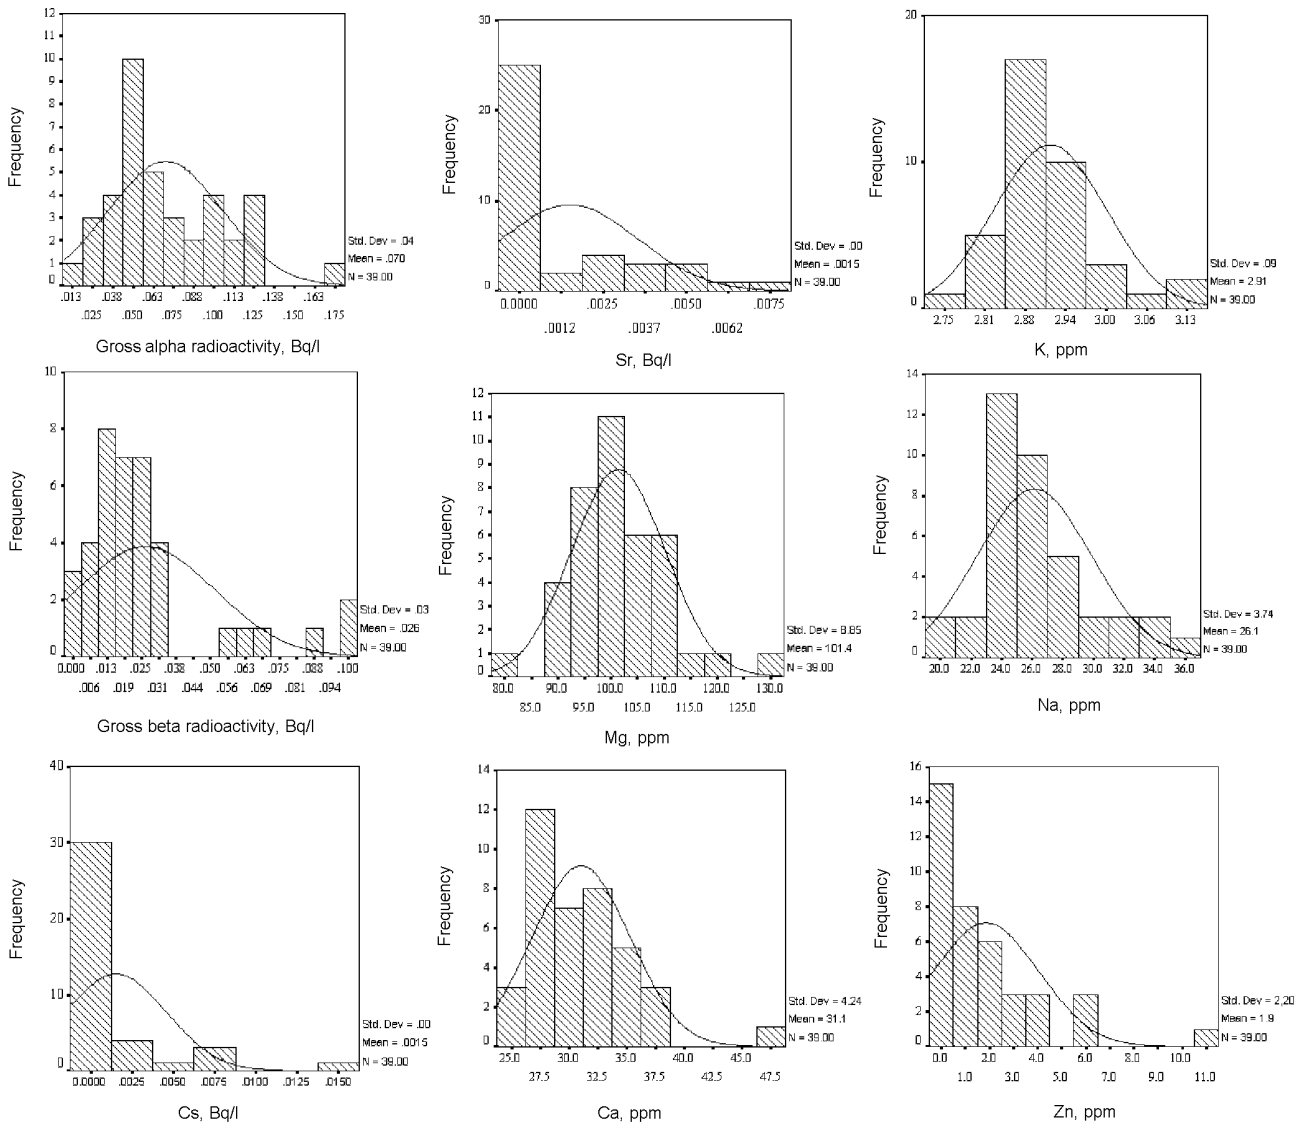 12
11
10
9
8
7
6
5
4
3
2
1
0
Frequency
.013 .038 .050 .063 .088 .100 .113 .138 .163
.025 .075 .125 .150 .175
Std. Dev = .04
Mean = .070
N = 39.00
Gross alpha radioactivity, Bq/l
30
20
10
0
Frequency
0.0000 .0025 .0050 .0075
.0012 .0037 .0062
Std. Dev = .00
Mean = .0015
N = 39.00
Sr, Bq/l
20
10
0
Frequency
2.75 2.81 2.88 2.94 3.00 3.06 3.13
Std. Dev = .09
Mean = 2.91
N = 39.00
K, ppm
10
8
6
4
2
0
Frequency
0.000 .013 .025 .038 .050 .063 .075 .088 .100
.006 .019 .031 .044 .056 .069 .081 .094
Std. Dev = .03
Mean = .026
N = 39.00
Gross beta radioactivity, Bq/l
12
11
10
9
8
7
6
5
4
3
2
1
0
Frequency
80.0 90.0 100.0 110.0 120.0 130.0
85.0 95.0 105.0 115.0 125.0
Std. Dev = 8.85
Mean = 101.4
N = 39.00
Mg, ppm
14
12
10
8
6
4
2
0
Frequency
20.0 22.0 24.0 26.0 28.0 30.0 32.0 34.0 36.0
Std. Dev = 3.74
Mean = 26.1
N = 39.00
Na, ppm
40
30
20
10
0
Frequency
0.0000 .0025 .0050 .0075 .0100 .0125 .0150
Std. Dev = .00
Mean = .0015
N = 39.00
Cs, Bq/l
14
12
10
8
6
4
2
0
Frequency
25.0 30.0 35.0 40.0 45.0
27.5 32.5 37.5 42.5 47.5
Std. Dev = 4.24
Mean = 31.1
N = 39.00
Ca, ppm
16
14
12
10
8
6
4
2
0
Frequency
0.0 2.0 4.0 6.0 8.0 10.0
1.0 3.0 5.0 7.0 9.0 11.0
Std. Dev = 2,20
Mean = 1.9
N = 39.00
Zn, ppm